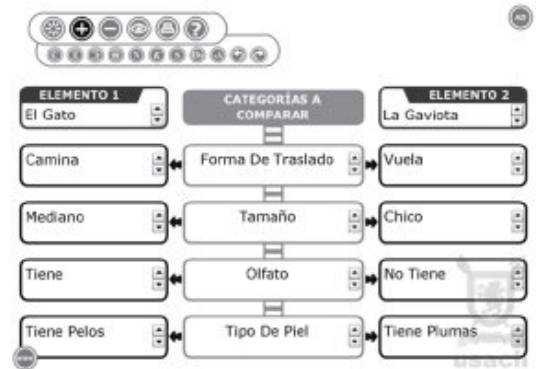 ELEMENTO 1
El Gato
CATEGORÍAS A
COMPARAR
ELEMENTO 2
La Gaviota
Camina
Forma De Traslado
Vuela
Mediano
Tamaño
Chico
Tiene
Olfato
No Tiene
Tiene Pelos
Tipo De Piel
Tiene Plumas
usach